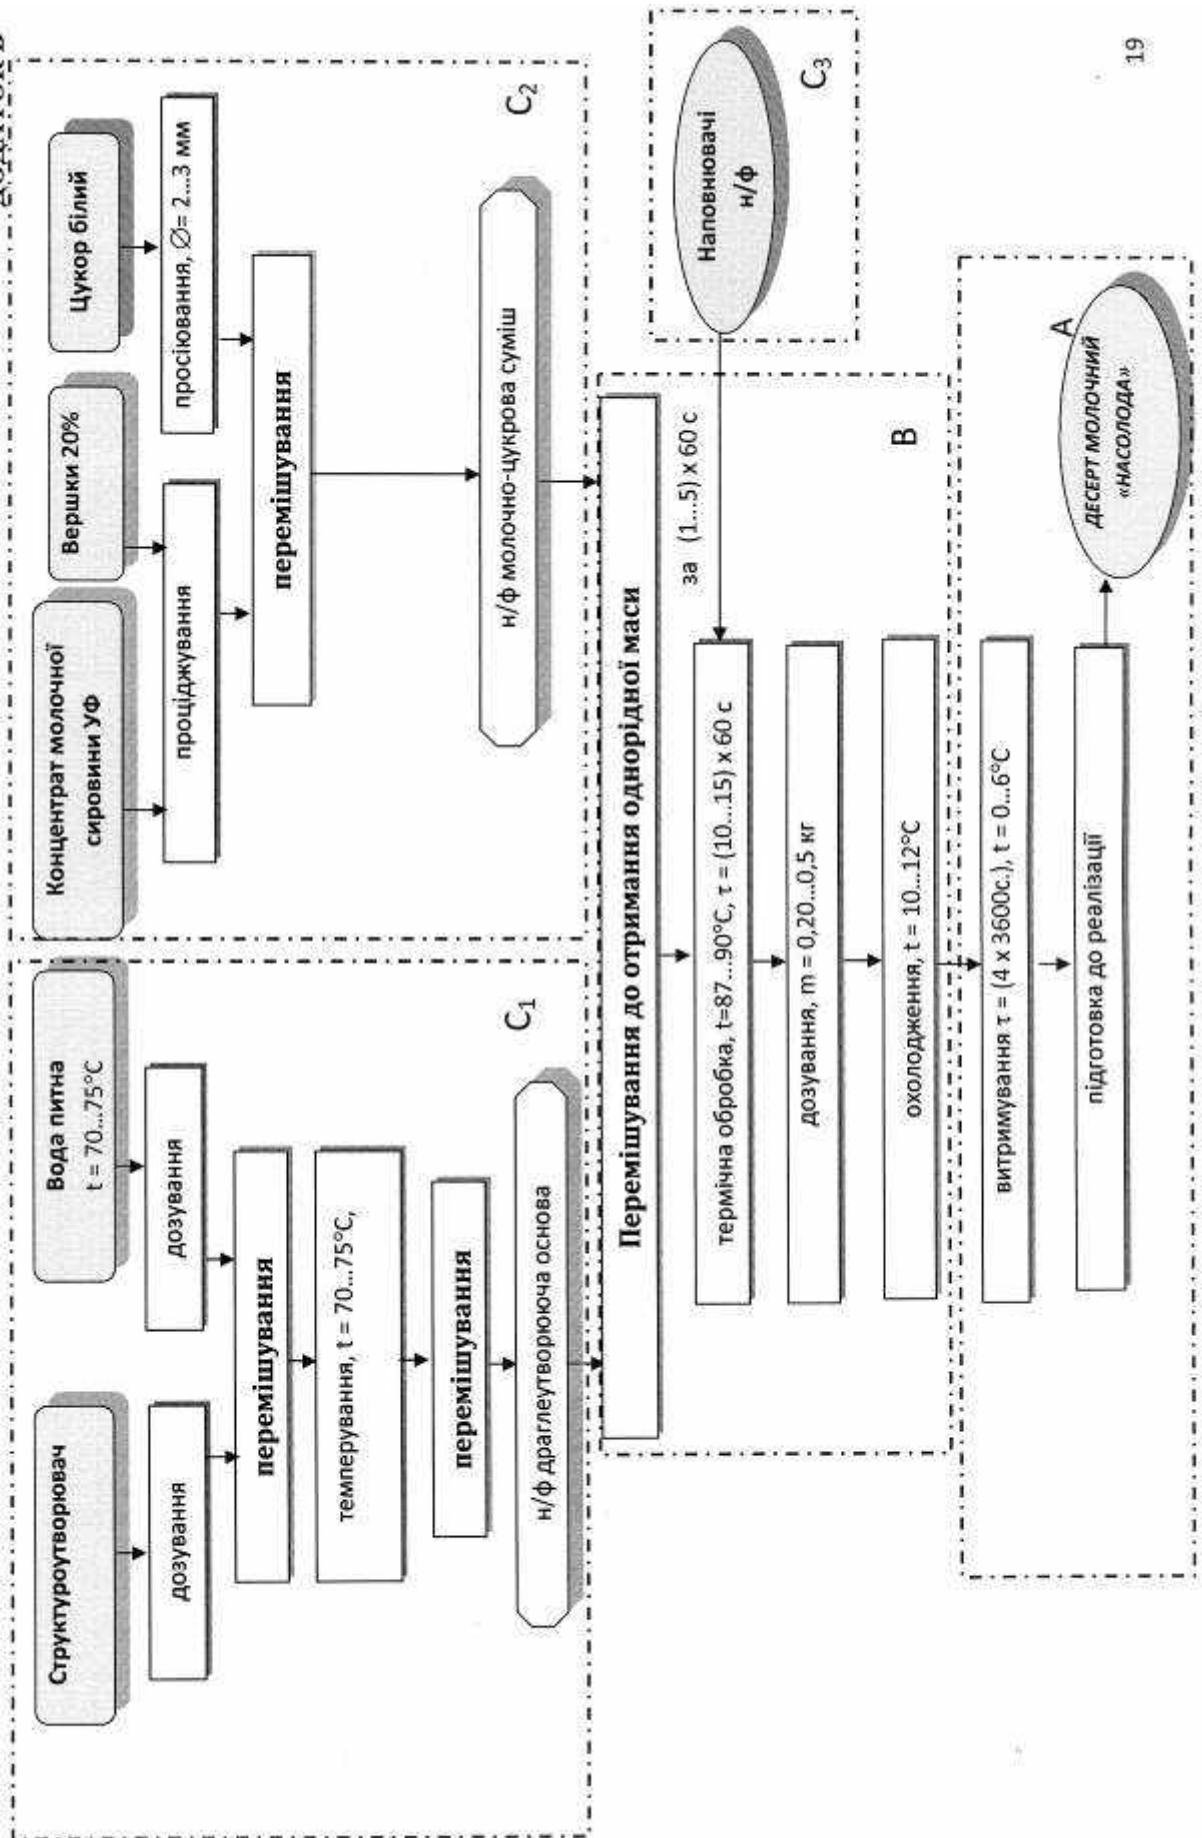 Структуроутворювач
Вода питна
t = 70...75°С
дозування
дозування
перемішування
темперування, t = 70...75°С,
перемішування
н/ф драглеутворююча основа
С1
Концентрат молочної
сировини УФ
Вершки 20%
Цукор білий
проціджування
просіювання, Ø= 2...3 мм
перемішування
н/ф молочно-цукрова суміш
С2
Перемішування до отримання однорідної маси
термічна обробка, t=87...90°С, τ = (10...15) х 60 с
за (1...5) х 60 с
Наповнювачі
н/ф
С3
дозування, m = 0,20...0,5 кг
охолодження, t = 10...12°С
В
витримування τ = (4 х 3600с.), t = 0...6°С
підготовка до реалізації
А
ДЕСЕРТ МОЛОЧНИЙ
«НАСОЛОДА»
19